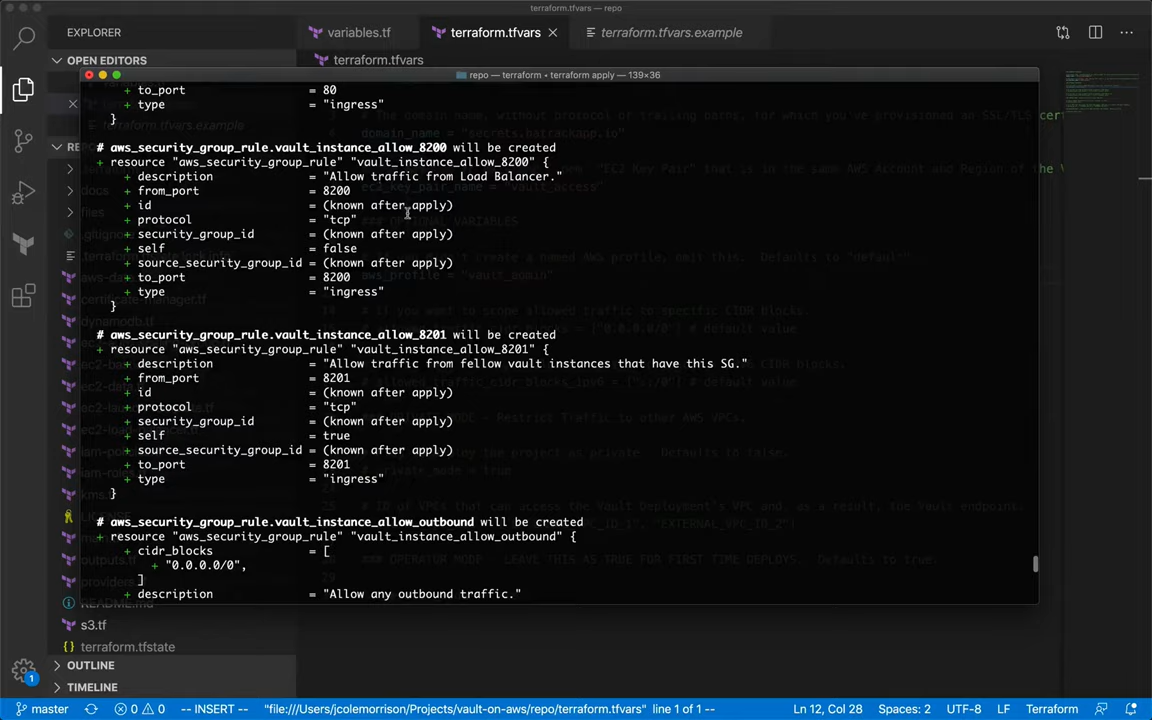 terraform.tfvars — repo
EXPLORER
variables.tf
terraform.tfvars
terraform.tfvars.example
OPEN EDITORS
terraform.tfvars
repo — terraform • terraform apply — 139×36
+ to_port = 80
+ type = "ingress"
}
# aws_security_group_rule.vault_instance_allow_8200 will be created
+ resource "aws_security_group_rule" "vault_instance_allow_8200" {
+ description = "Allow traffic from Load Balancer."
+ from_port = 8200
+ id = (known after apply)
+ protocol = "tcp"
+ security_group_id = (known after apply)
+ self = false
+ source_security_group_id = (known after apply)
+ to_port = 8200
+ type = "ingress"
}
# aws_security_group_rule.vault_instance_allow_8201 will be created
+ resource "aws_security_group_rule" "vault_instance_allow_8201" {
+ description = "Allow traffic from fellow vault instances that have this SG."
+ from_port = 8201
+ id = (known after apply)
+ protocol = "tcp"
+ security_group_id = (known after apply)
+ self = true
+ source_security_group_id = (known after apply)
+ to_port = 8201
+ type = "ingress"
}
# aws_security_group_rule.vault_instance_allow_outbound will be created
+ resource "aws_security_group_rule" "vault_instance_allow_outbound" {
+ cidr_blocks = [
+ "0.0.0.0/0",
]
+ description = "Allow any outbound traffic."
README.md
s3.tf
terraform.tfstate
OUTLINE
TIMELINE
1
master
0
0
-- INSERT --
"file:///Users/jcolemorrison/Projects/vault-on-aws/repo/terraform.tfvars" line 1 of 1 --
Ln 12, Col 28
Spaces: 2
UTF-8
LF
Terraform